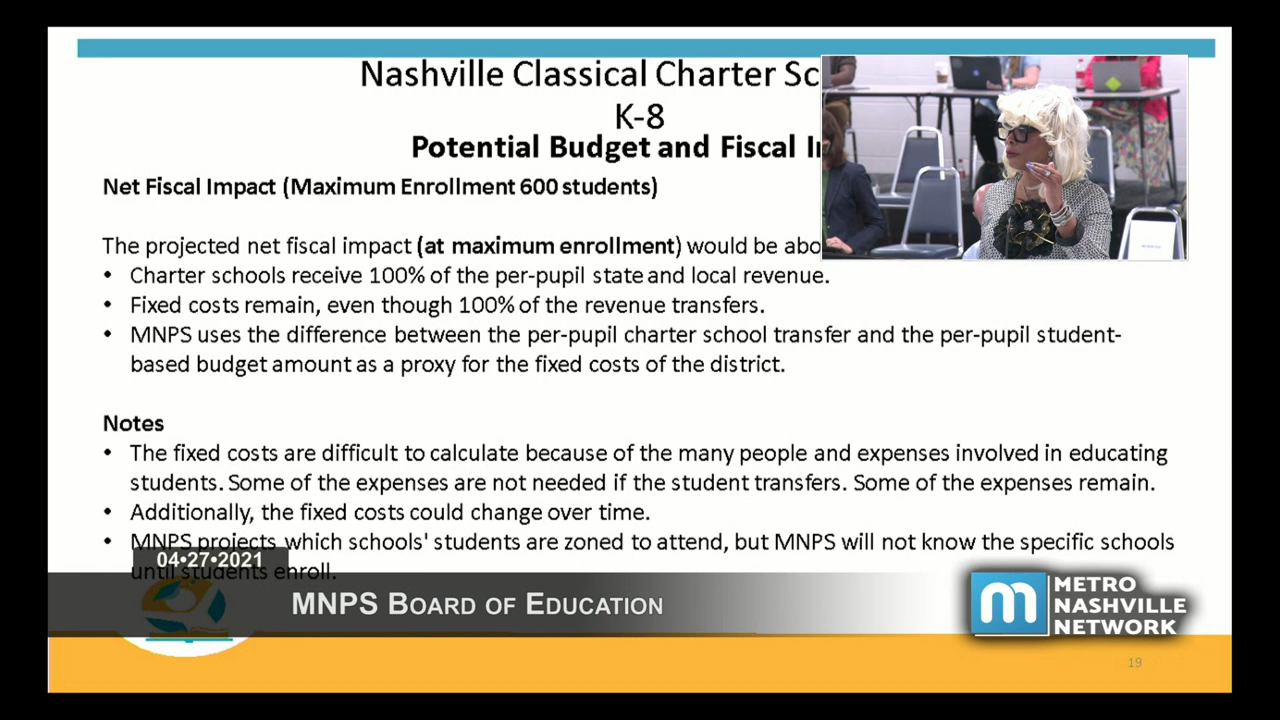 Nashville Classical Charter Sc
K-8
Potential Budget and Fiscal I
Net Fiscal Impact (Maximum Enrollment 600 students)
The projected net fiscal impact (at maximum enrollment) would be abo
• Charter schools receive 100% of the per-pupil state and local revenue.
• Fixed costs remain, even though 100% of the revenue transfers.
• MNPS uses the difference between the per-pupil charter school transfer and the per-pupil student-
based budget amount as a proxy for the fixed costs of the district.
Notes
• The fixed costs are difficult to calculate because of the many people and expenses involved in educating
students. Some of the expenses are not needed if the student transfers. Some of the expenses remain.
• Additionally, the fixed costs could change over time.
• MNPS projects which schools' students are zoned to attend, but MNPS will not know the specific schools
until students enroll.
04•27•2021
MNPS BOARD OF EDUCATION
m METRO
NASHVILLE
NETWORK
19